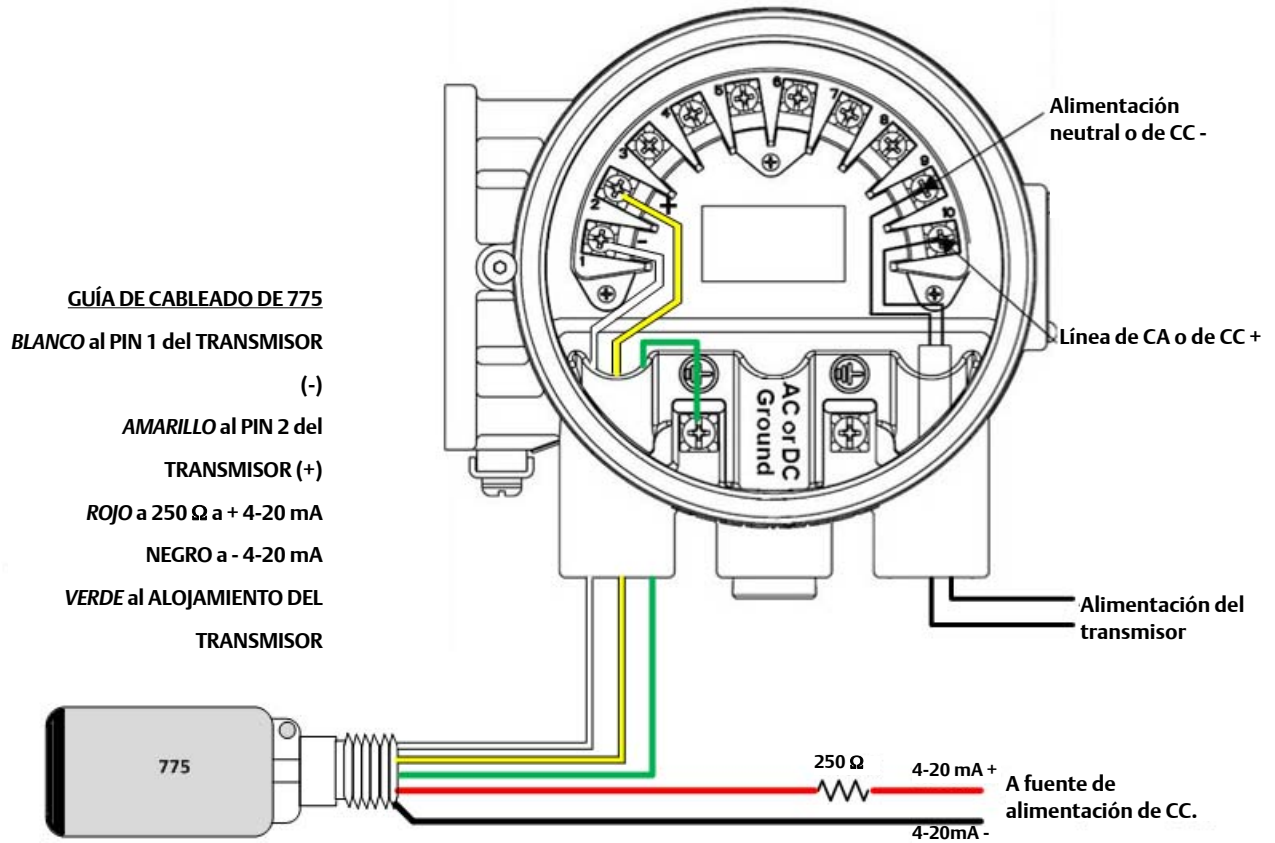 Alimentación
neutral o de CC -
Línea de CA o de CC +
1
2
3
4
5
6
7
8
9
10
+
-
AC or DC
Ground
GUÍA DE CABLEADO DE 775
BLANCO al PIN 1 del TRANSMISOR
(-)
AMARILLO al PIN 2 del
TRANSMISOR (+)
ROJO a 250 Ω a + 4-20 mA
NEGRO a - 4-20 mA
VERDE al ALOJAMIENTO DEL
TRANSMISOR
Alimentación del
transmisor
775
250 Ω
4-20 mA +
4-20mA -
A fuente de
alimentación de CC.